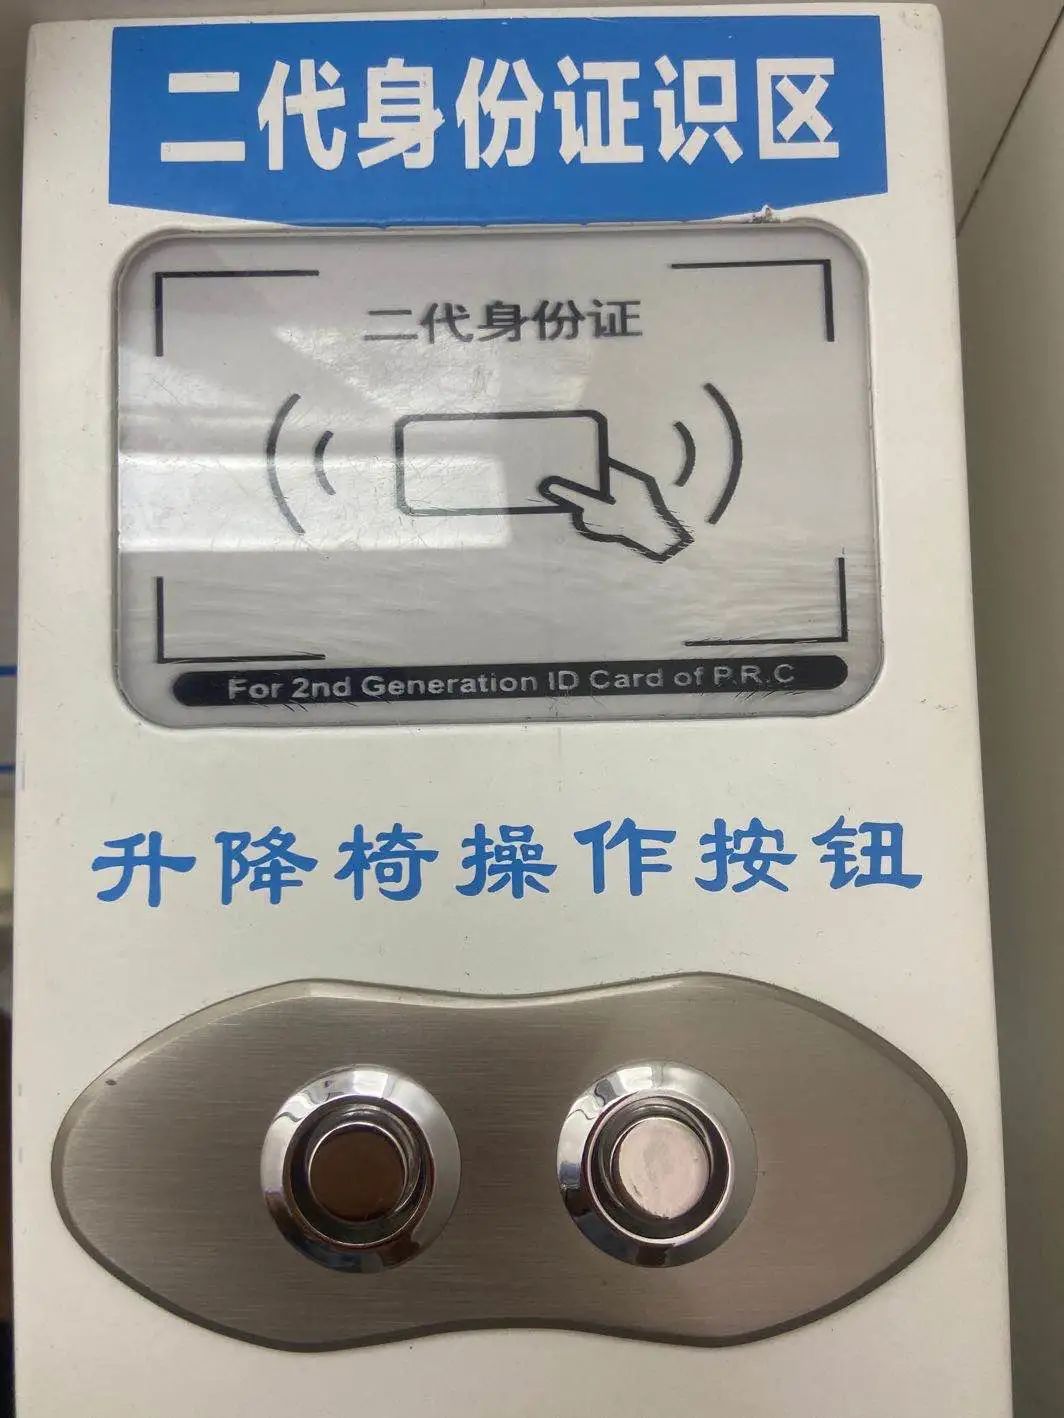 二代身份证识区
二代身份证
For 2nd Generation ID Card of P.R.C
升降椅操作按钮